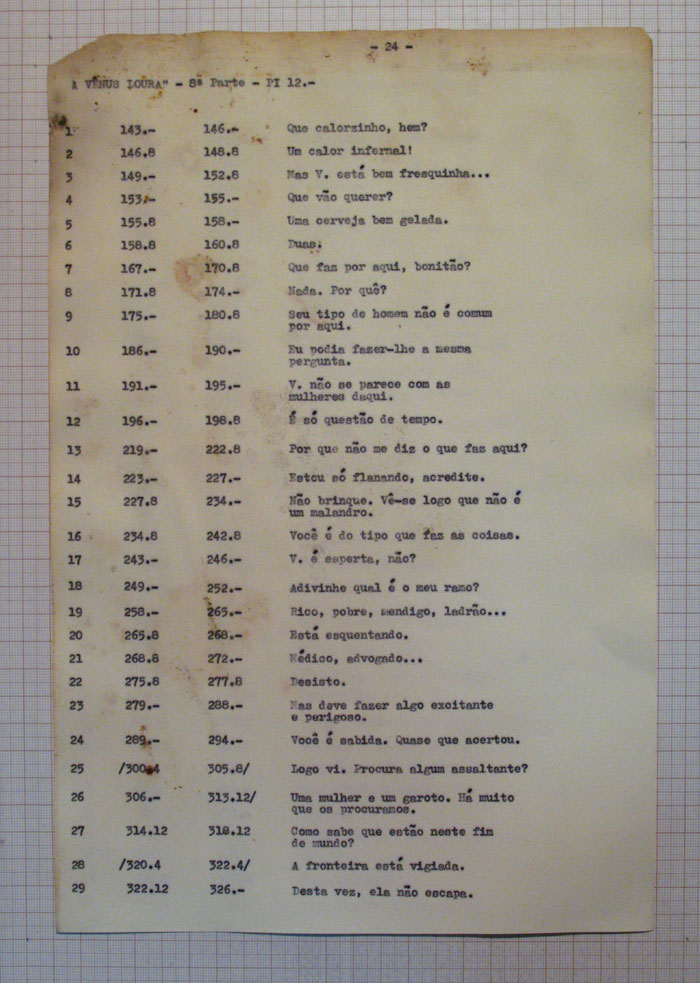 - 24 -
A VÊNUS LOURA" - 8ª Parte - PI 12.-
1 143.- 146.- Que calorzinho, hem?
2 146.8 148.8 Um calor infernal!
3 149.- 152.8 Mas V. está bem fresquinha...
4 153.- 155.- Que vão querer?
5 155.8 158.- Uma cerveja bem gelada.
6 158.8 160.8 Duas.
7 167.- 170.8 Que faz por aqui, bonitão?
8 171.8 174.- Nada. Por quê?
9 175.- 180.8 Seu tipo de homem não é comum
por aqui.
10 186.- 190.- Eu podia fazer-lhe a mesma
pergunta.
11 191.- 195.- V. não se parece com as
mulheres daqui.
12 196.- 198.8 É só questão de tempo.
13 219.- 222.8 Por que não me diz o que faz aqui?
14 223.- 227.- Estou só flanando, acredite.
15 227.8 234.- Não brinque. Vê-se logo que não é
um malandro.
16 234.8 242.8 Você é do tipo que faz as coisas.
17 243.- 246.- V. é esperta, não?
18 249.- 252.- Adivinhe qual é o meu ramo?
19 258.- 265.- Rico, pobre, mendigo, ladrão...
20 265.8 268.- Está esquentando.
21 268.8 272.- Médico, advogado...
22 275.8 277.8 Desisto.
23 279.- 288.- Mas deve fazer algo excitante
e perigoso.
24 289.- 294.- Você é sabida. Quase que acertou.
25 /300.4 305.8/ Logo vi. Procura algum assaltante?
26 306.- 313.12/ Uma mulher e um garoto. Há muito
que os procuramos.
27 314.12 318.12 Como sabe que estão neste fim
de mundo?
28 /320.4 322.4/ A fronteira está vigiada.
29 322.12 326.- Desta vez, ela não escapa.